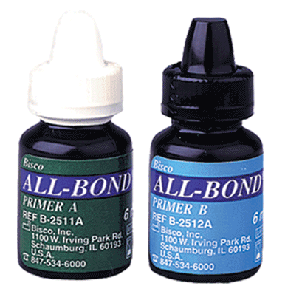 Bisco
ALL-BOND
PRIMER A
REF B-2511A 6
Bisco, Inc.
1100 W. Irving Park Rd.
Schaumburg, IL 60193
U.S.A.
847-534-6000
Bisco
ALL-BOND
PRIMER B
REF B-2512A 6 m
Bisco, Inc.
1100 W. Irving Park Rd.
Schaumburg, IL 60193
U.S.A.
847-534-6000